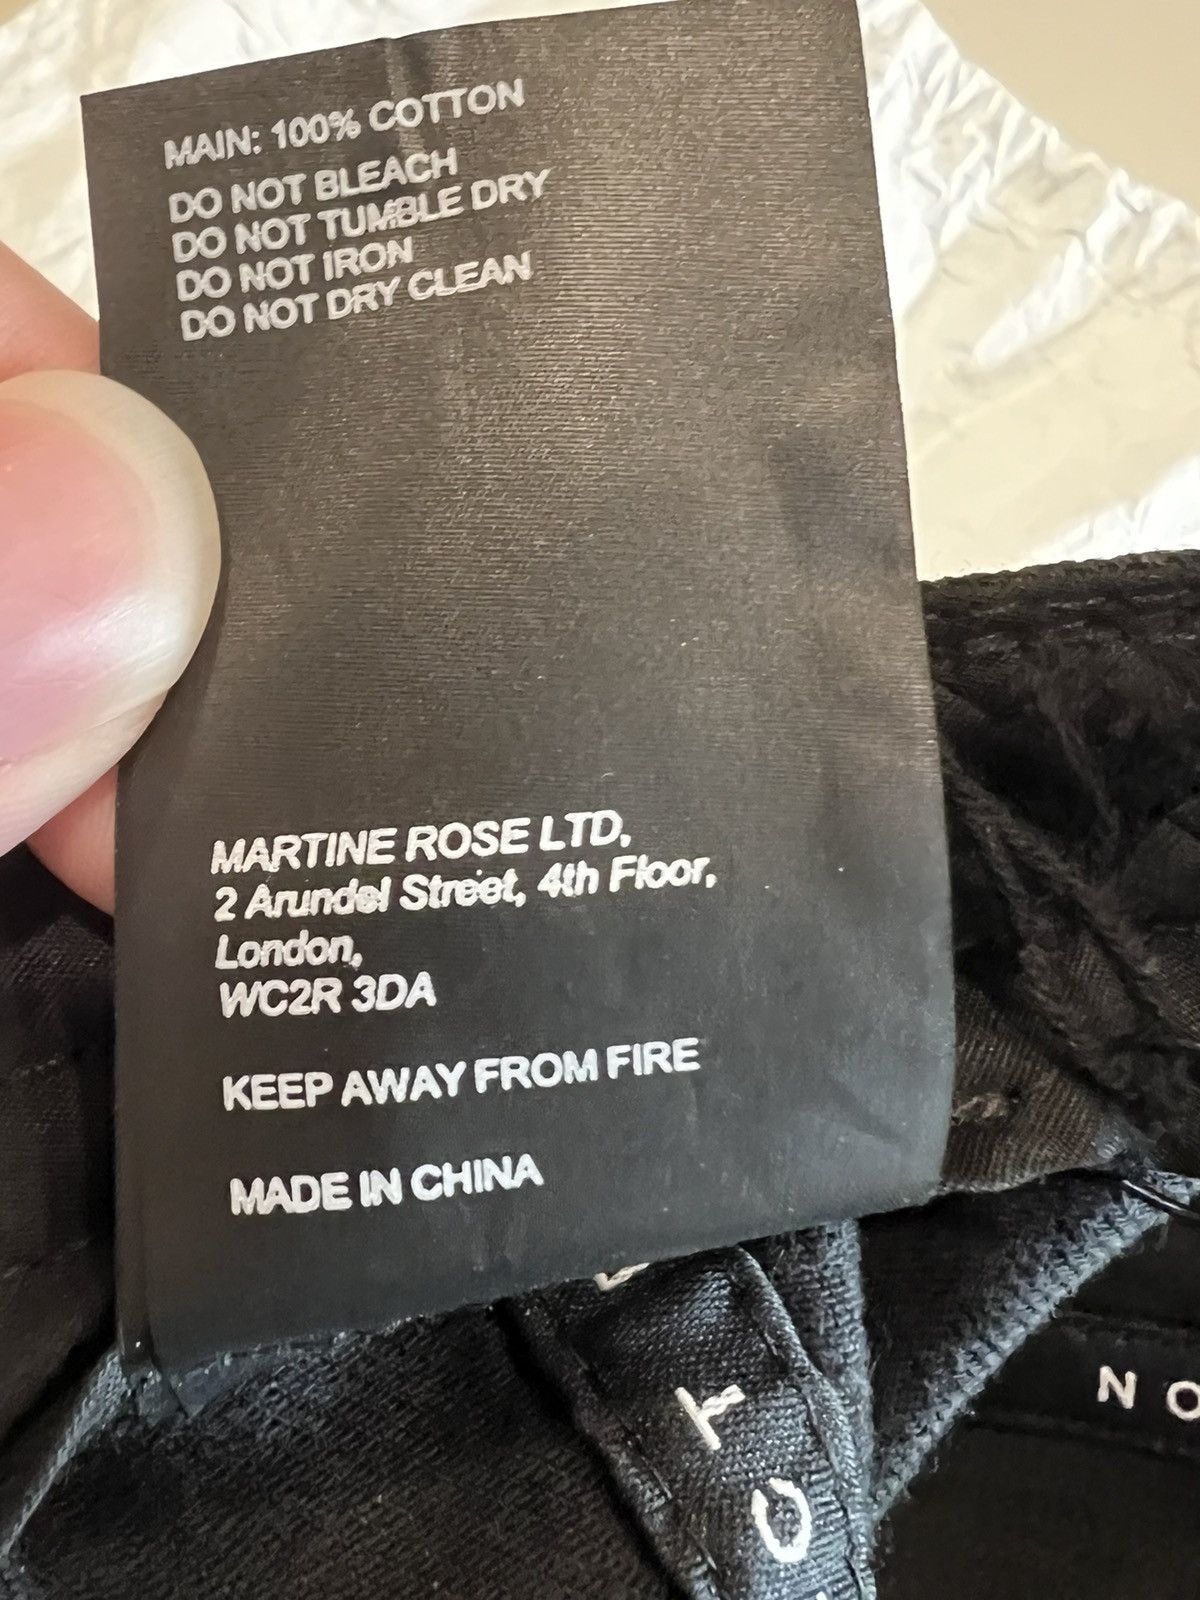 MAIN: 100% COTTON
DO NOT BLEACH
DO NOT TUMBLE DRY
DO NOT IRON
DO NOT DRY CLEAN
MARTINE ROSE LTD,
2 Arundel Street, 4th Floor,
London,
WC2R 3DA
KEEP AWAY FROM FIRE
MADE IN CHINA
NO
TO